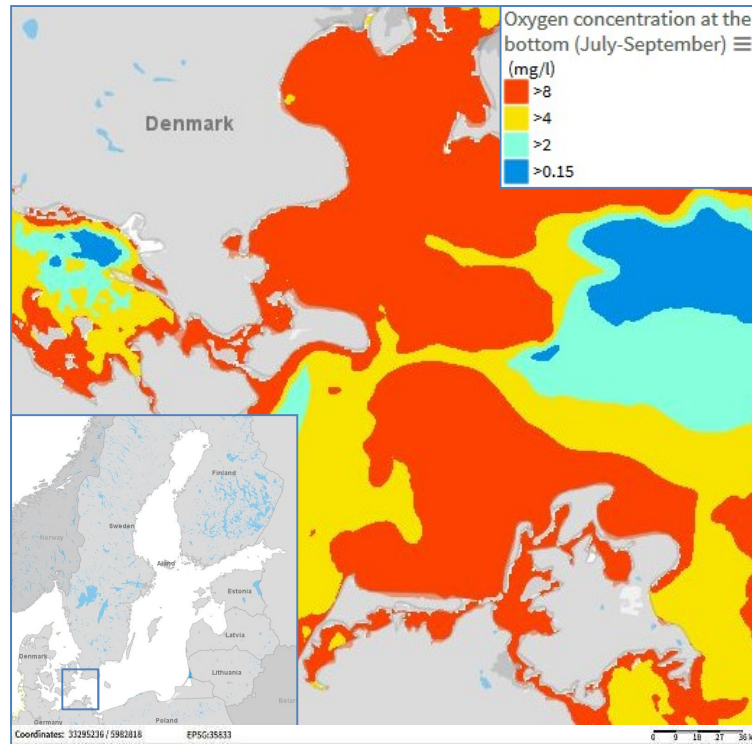 Oxygen concentration at the
bottom (July-September)
(mg/l)
>8
>4
>2
>0.15
Denmark
Finland
Norway
Sweden
Åland
Estonia
Latvia
Denmark
Lithuania
Germany
Poland
Coordinates: 33295236 / 5982818 EPSG:35833
0 9 18 27 36